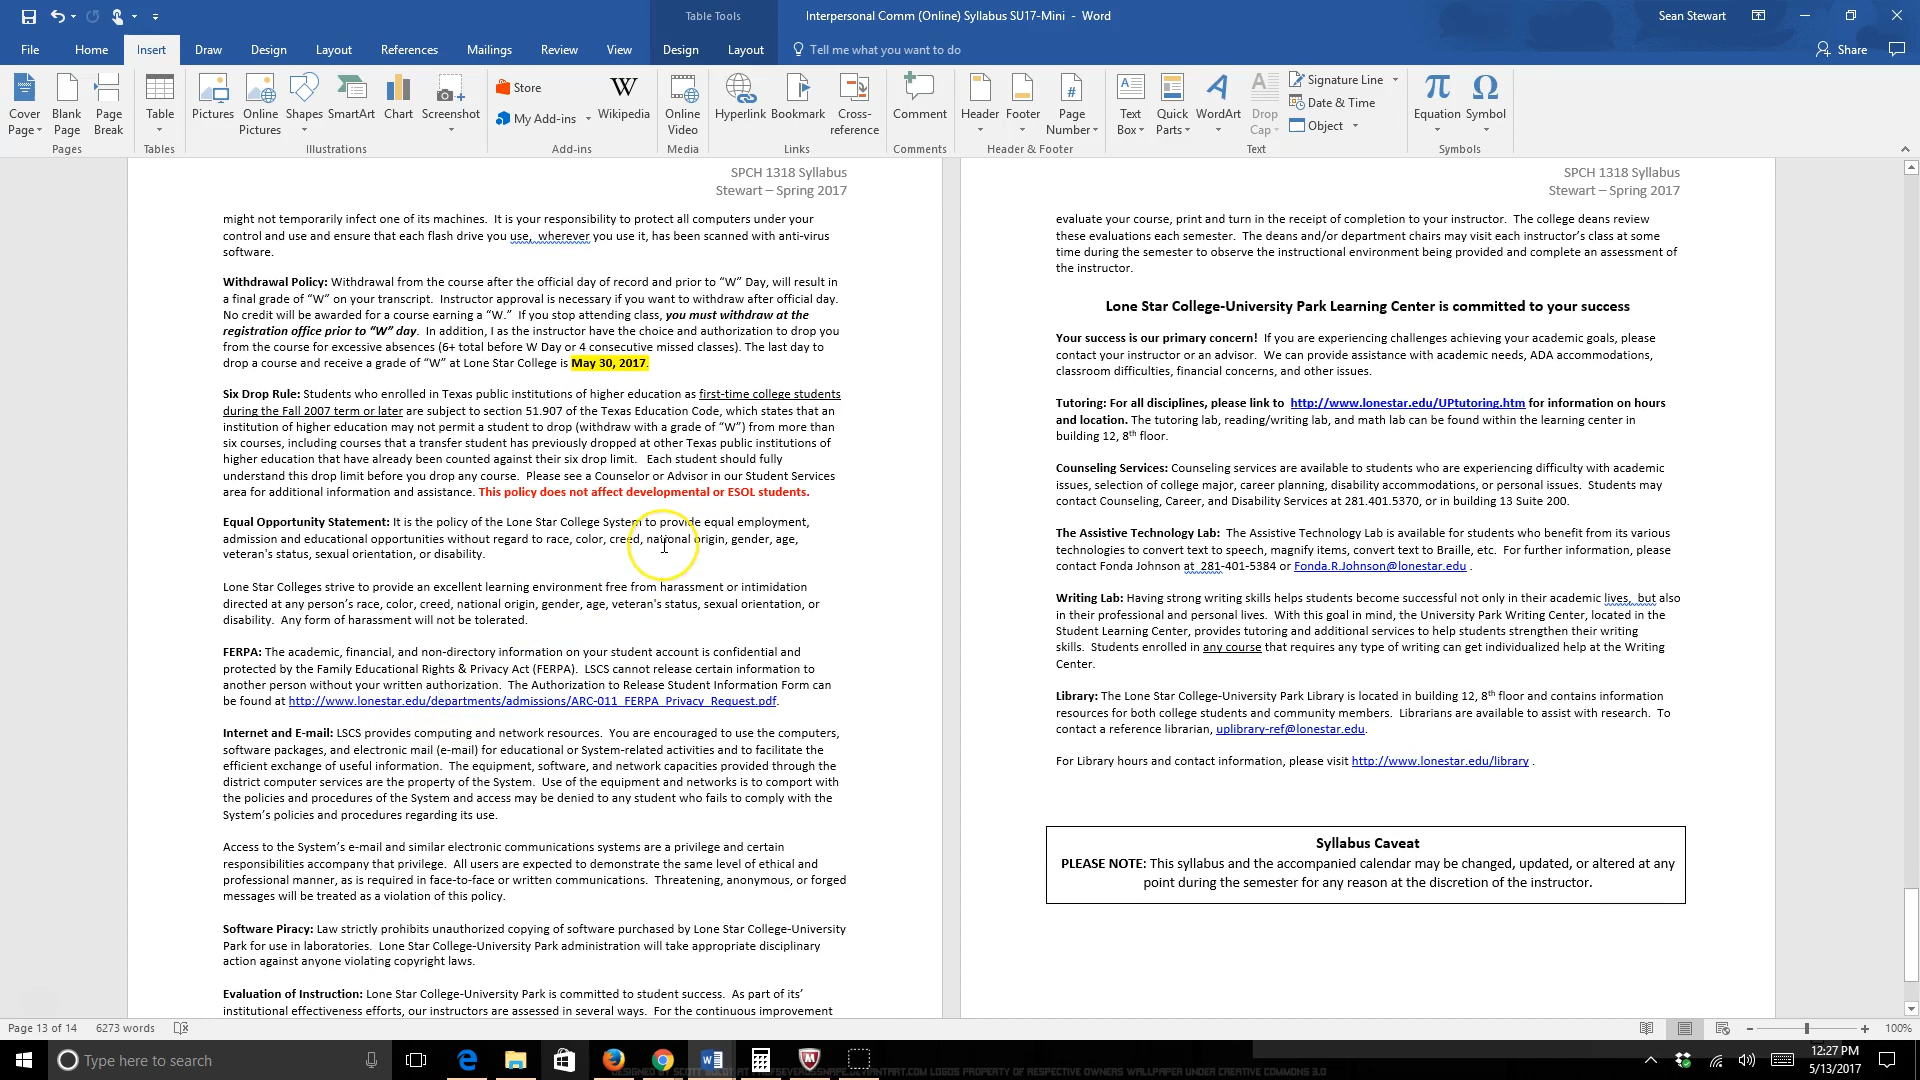 Table Tools
Interpersonal Comm (Online) Syllabus SU17-Mini - Word
Sean Stewart
File Home Insert Draw Design Layout References Mailings Review View Design Layout Tell me what you want to do Share
Cover Page
Blank Page
Page Break
Table
Pictures
Online Pictures
Shapes
SmartArt
Chart
Screenshot
Store
My Add-ins
Wikipedia
Online Video
Hyperlink
Bookmark
Cross-reference
Comment
Header
Footer
Page Number
Text Box
Quick Parts
WordArt
Drop Cap
Signature Line
Date & Time
Object
Equation
Symbol
Pages Tables Illustrations Add-ins Media Links Comments Header & Footer Text Symbols
SPCH 1318 Syllabus
Stewart – Spring 2017
might not temporarily infect one of its machines.  It is your responsibility to protect all computers under your
control and use and ensure that each flash drive you use,  wherever you use it, has been scanned with anti-virus
software.
Withdrawal Policy: Withdrawal from the course after the official day of record and prior to “W” Day, will result in
a final grade of “W” on your transcript.  Instructor approval is necessary if you want to withdraw after official day.
No credit will be awarded for a course earning a “W.”  If you stop attending class, you must withdraw at the
registration office prior to “W” day.  In addition, I as the instructor have the choice and authorization to drop you
from the course for excessive absences (6+ total before W Day or 4 consecutive missed classes). The last day to
drop a course and receive a grade of “W” at Lone Star College is May 30, 2017.
Six Drop Rule: Students who enrolled in Texas public institutions of higher education as first-time college students
during the Fall 2007 term or later are subject to section 51.907 of the Texas Education Code, which states that an
institution of higher education may not permit a student to drop (withdraw with a grade of “W”) from more than
six courses, including courses that a transfer student has previously dropped at other Texas public institutions of
higher education that have already been counted against their six drop limit.   Each student should fully
understand this drop limit before you drop any course.   Please see a Counselor or Advisor in our Student Services
area for additional information and assistance. This policy does not affect developmental or ESOL students.
Equal Opportunity Statement: It is the policy of the Lone Star College System to provide equal employment,
admission and educational opportunities without regard to race, color, creed, national origin, gender, age,
veteran's status, sexual orientation, or disability.
Lone Star Colleges strive to provide an excellent learning environment free from harassment or intimidation
directed at any person’s race, color, creed, national origin, gender, age, veteran's status, sexual orientation, or
disability.  Any form of harassment will not be tolerated.
FERPA: The academic, financial, and non-directory information on your student account is confidential and
protected by the Family Educational Rights & Privacy Act (FERPA).  LSCS cannot release certain information to
another person without your written authorization.  The Authorization to Release Student Information Form can
be found at http://www.lonestar.edu/departments/admissions/ARC-011_FERPA_Privacy_Request.pdf.
Internet and E-mail: LSCS provides computing and network resources.  You are encouraged to use the computers,
software packages, and electronic mail (e-mail) for educational or System-related activities and to facilitate the
efficient exchange of useful information.  The equipment, software, and network capacities provided through the
district computer services are the property of the System.  Use of the equipment and networks is to comport with
the policies and procedures of the System and access may be denied to any student who fails to comply with the
System’s policies and procedures regarding its use.
Access to the System’s e-mail and similar electronic communications systems are a privilege and certain
responsibilities accompany that privilege.  All users are expected to demonstrate the same level of ethical and
professional manner, as is required in face-to-face or written communications.  Threatening, anonymous, or forged
messages will be treated as a violation of this policy.
Software Piracy: Law strictly prohibits unauthorized copying of software purchased by Lone Star College-University
Park for use in laboratories.  Lone Star College-University Park administration will take appropriate disciplinary
action against anyone violating copyright laws.
Evaluation of Instruction: Lone Star College-University Park is committed to student success.  As part of its’
institutional effectiveness efforts, our instructors are assessed in several ways.  For the continuous improvement
SPCH 1318 Syllabus
Stewart – Spring 2017
evaluate your course, print and turn in the receipt of completion to your instructor.  The college deans review
these evaluations each semester.  The deans and/or department chairs may visit each instructor’s class at some
time during the semester to observe the instructional environment being provided and complete an assessment of
the instructor.
Lone Star College-University Park Learning Center is committed to your success
Your success is our primary concern!  If you are experiencing challenges achieving your academic goals, please
contact your instructor or an advisor.  We can provide assistance with academic needs, ADA accommodations,
classroom difficulties, financial concerns, and other issues.
Tutoring: For all disciplines, please link to  http://www.lonestar.edu/UPtutoring.htm for information on hours
and location. The tutoring lab, reading/writing lab, and math lab can be found within the learning center in
building 12, 8th floor.
Counseling Services: Counseling services are available to students who are experiencing difficulty with academic
issues, selection of college major, career planning, disability accommodations, or personal issues.  Students may
contact Counseling, Career, and Disability Services at 281.401.5370, or in building 13 Suite 200.
The Assistive Technology Lab:  The Assistive Technology Lab is available for students who benefit from its various
technologies to convert text to speech, magnify items, convert text to Braille, etc.  For further information, please
contact Fonda Johnson at  281-401-5384 or Fonda.R.Johnson@lonestar.edu .
Writing Lab: Having strong writing skills helps students become successful not only in their academic lives,  but also
in their professional and personal lives.  With this goal in mind, the University Park Writing Center, located in the
Student Learning Center, provides tutoring and additional services to help students strengthen their writing
skills.  Students enrolled in any course that requires any type of writing can get individualized help at the Writing
Center.
Library: The Lone Star College-University Park Library is located in building 12, 8th floor and contains information
resources for both college students and community members.  Librarians are available to assist with research.  To
contact a reference librarian, uplibrary-ref@lonestar.edu.
For Library hours and contact information, please visit http://www.lonestar.edu/library .
Syllabus Caveat
PLEASE NOTE: This syllabus and the accompanied calendar may be changed, updated, or altered at any
point during the semester for any reason at the discretion of the instructor.
Page 13 of 14 6273 words 100%
Type here to search
12:27 PM
5/13/2017